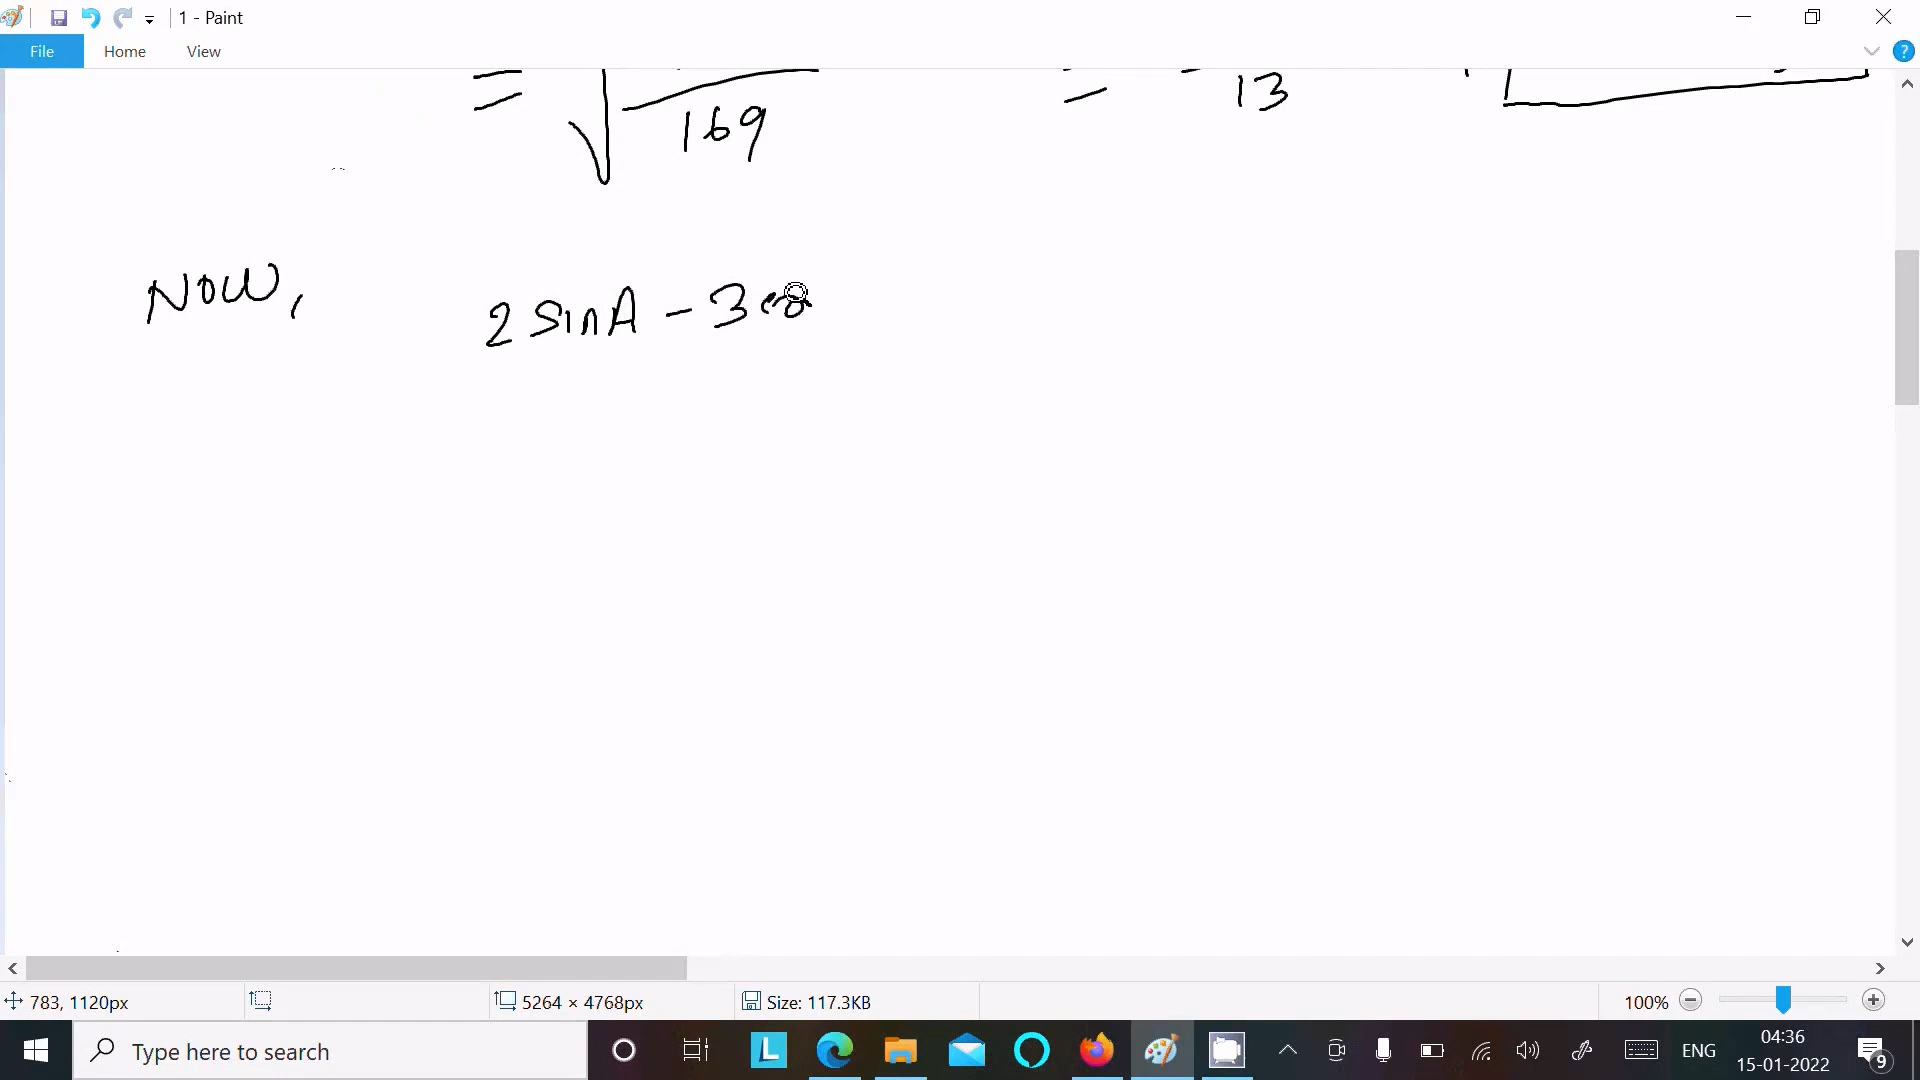 1 - Paint
File Home View
= √ 169 = 13
NOW, 2 sinA - 3 co
783, 1120px 5264 × 4768px Size: 117.3KB 100%
Type here to search L ENG 04:36
15-01-2022 9